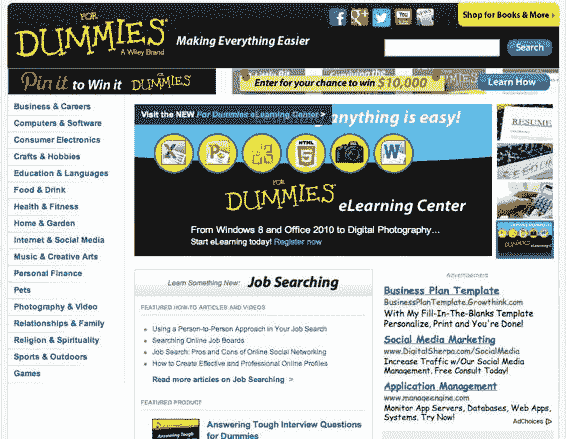 FOR
DUMMIES
A Wiley Brand
Making Everything Easier
Shop for Books & More
Search
Pin it to Win it FOR DUMMIES
Enter for your chance to win $10,000
Learn How
Business & Careers
Computers & Software
Consumer Electronics
Crafts & Hobbies
Education & Languages
Food & Drink
Health & Fitness
Home & Garden
Internet & Social Media
Music & Creative Arts
Personal Finance
Pets
Photography & Video
Relationships & Family
Religion & Spirituality
Sports & Outdoors
Games
Visit the NEW For Dummies eLearning Center >
anything is easy!
HTML
FOR
DUMMIES eLearning Center
From Windows 8 and Office 2010 to Digital Photography...
Start eLearning today! Register now
RESUME
Learn Something New: Job Searching
FEATURED HOW-TO ARTICLES AND VIDEOS
Using a Person-to-Person Approach in Your Job Search
Searching Online Job Boards
Job Search: Pros and Cons of Online Social Networking
How to Create Effective and Professional Online Profiles
Read more articles on Job Searching >
FEATURED PRODUCT
Answering Tough Interview Questions
for Dummies
Advertisement
Business Plan Template
BusinessPlanTemplate.Growthink.com
With My Fill-In-The-Blanks Template
Personalize, Print and You're Done!
Social Media Marketing
www.DigitalSherpa.com/SocialMedia
Increase Traffic w/Our Social Media
Management. Free Consult Today!
Application Management
www.manageengine.com
Monitor App Servers, Databases, Web Apps,
Systems. Try Now!
AdChoices